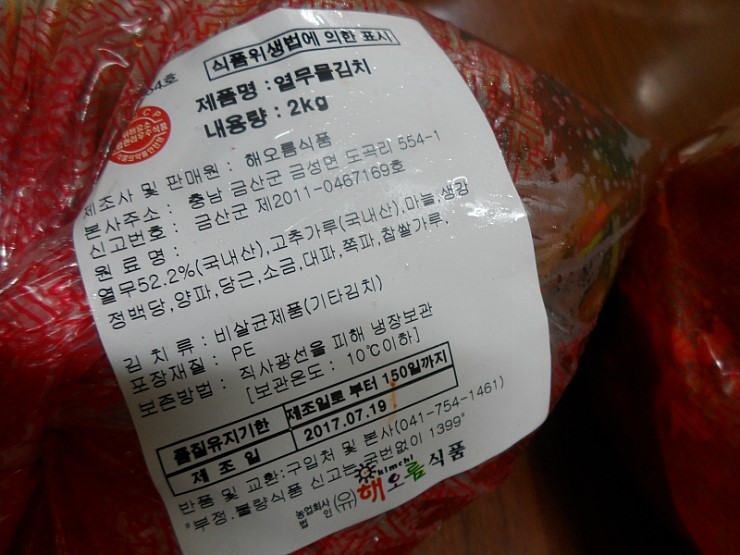 식품위생법에 의한 표시
제품명 : 열무물김치
내용량 : 2kg
제조사 및 판매원 : 해오름식품
본사주소 : 충남 금산군 금성면 도곡리 554-1
신고번호 : 금산군 제2011-0467169호
원료명 :
열무52.2%(국내산),고추가루(국내산),마늘,생강
정백당,양파,당근,소금,대파,쪽파,찹쌀가루,
김치류 : 비살균제품(기타김치)
포장재질 : PE
보존방법 : 직사광선을 피해 냉장보관
[보관온도 : 10℃이하]
품질유지기한 제조일로 부터 150일까지
제조일 2017.07.19
반품 및 교환:구입처 및 본사(041-754-1461)
*부정.불량식품 신고는 국번없이 1399*
kimchi
농업회사법인 (유) 해오름식품